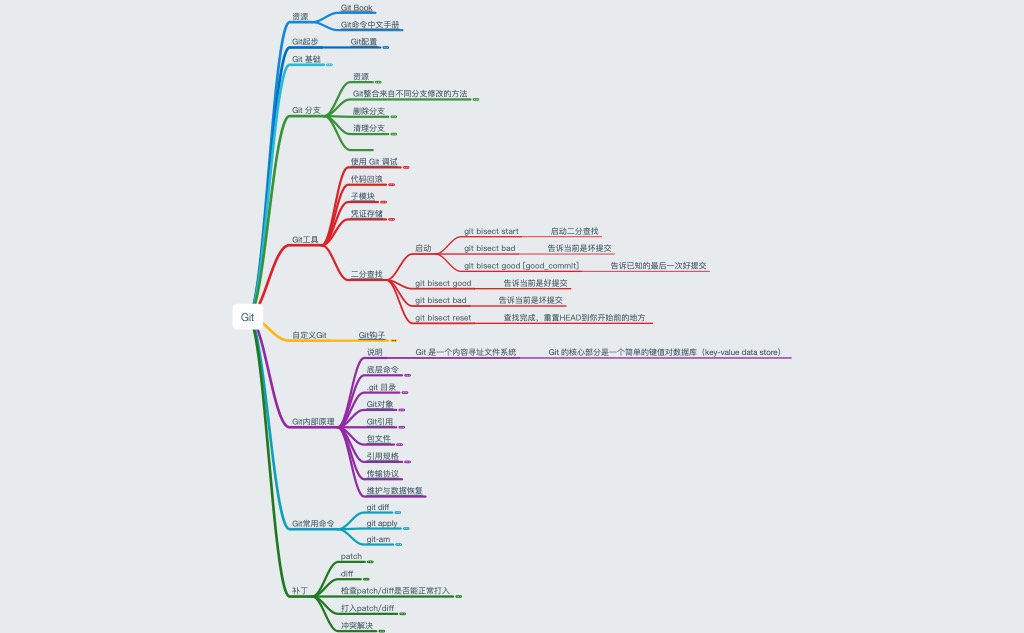 Git
资源
Git Book
Git命令中文手册
Git起步
Git配置
Git 基础
Git 分支
资源
Git整合来自不同分支修改的方法
删除分支
清理分支
Git工具
使用 Git 调试
代码回滚
子模块
凭证存储
二分查找
启动
git bisect start
启动二分查找
git bisect bad
告诉当前是坏提交
git bisect good [good_commit]
告诉已知的最后一次好提交
git bisect good
告诉当前是好提交
git bisect bad
告诉当前是坏提交
git bisect reset
查找完成，重置HEAD到你开始前的地方
自定义Git
Git钩子
Git内部原理
说明
Git 是一个内容寻址文件系统
Git 的核心部分是一个简单的键值对数据库（key-value data store）
底层命令
.git 目录
Git对象
Git引用
包文件
引用规格
传输协议
维护与数据恢复
Git常用命令
git diff
git apply
git-am
补丁
patch
diff
检查patch/diff是否能正常打入
打入patch/diff
冲突解决